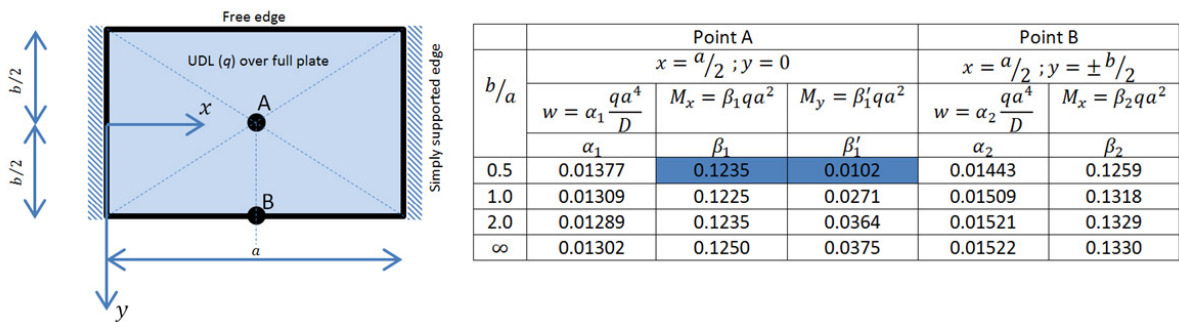 Free edge
UDL (q) over full plate
b/2
x
A
Simply supported edge
b/2
B
a
y
Point A Point B
b/a x = a/2 ; y = 0 x = a/2 ; y = ± b/2
w = α₁ qa⁴/D Mₓ = β₁qa² M_y = β₁′qa² w = α₂ qa⁴/D Mₓ = β₂qa²
α₁ β₁ β₁′ α₂ β₂
0.5 0.01377 0.1235 0.0102 0.01443 0.1259
1.0 0.01309 0.1225 0.0271 0.01509 0.1318
2.0 0.01289 0.1235 0.0364 0.01521 0.1329
∞ 0.01302 0.1250 0.0375 0.01522 0.1330